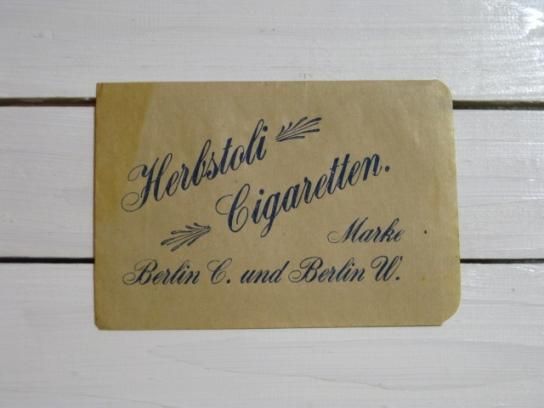 Herbstoli
Cigaretten.
Marke
Berlin C. und Berlin W.